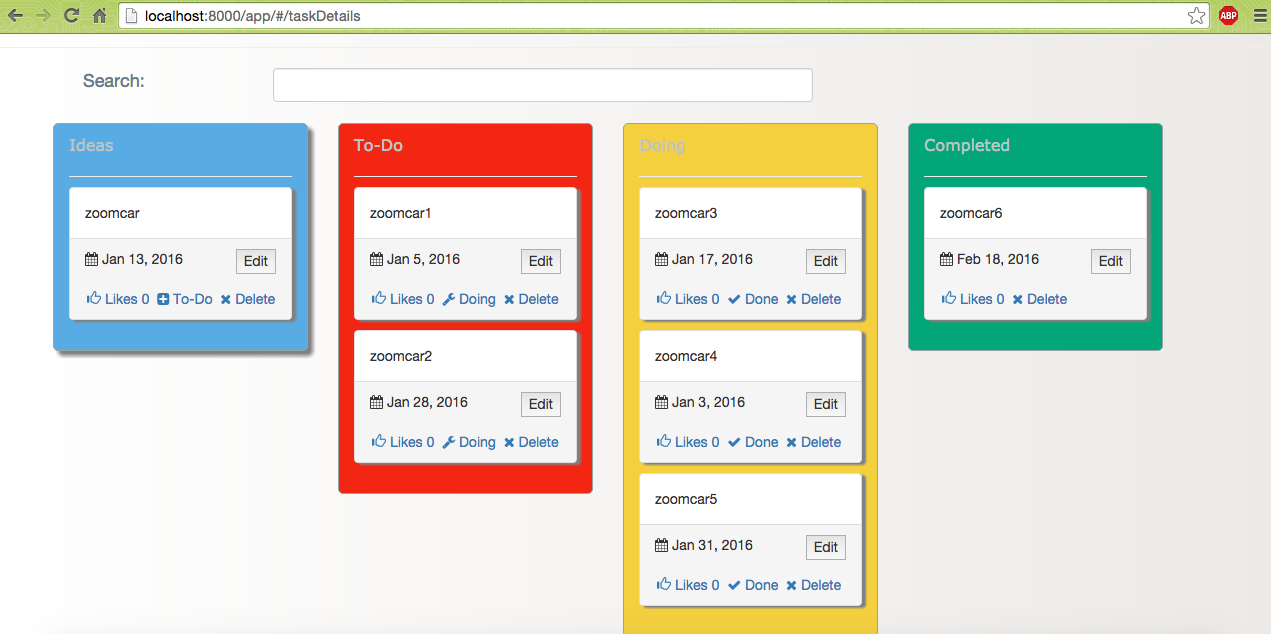 localhost:8000/app/#/taskDetails
ABP
Search:
Ideas
zoomcar
Jan 13, 2016 Edit
Likes 0 To-Do Delete
To-Do
zoomcar1
Jan 5, 2016 Edit
Likes 0 Doing Delete
zoomcar2
Jan 28, 2016 Edit
Likes 0 Doing Delete
Doing
zoomcar3
Jan 17, 2016 Edit
Likes 0 Done Delete
zoomcar4
Jan 3, 2016 Edit
Likes 0 Done Delete
zoomcar5
Jan 31, 2016 Edit
Likes 0 Done Delete
Completed
zoomcar6
Feb 18, 2016 Edit
Likes 0 Delete